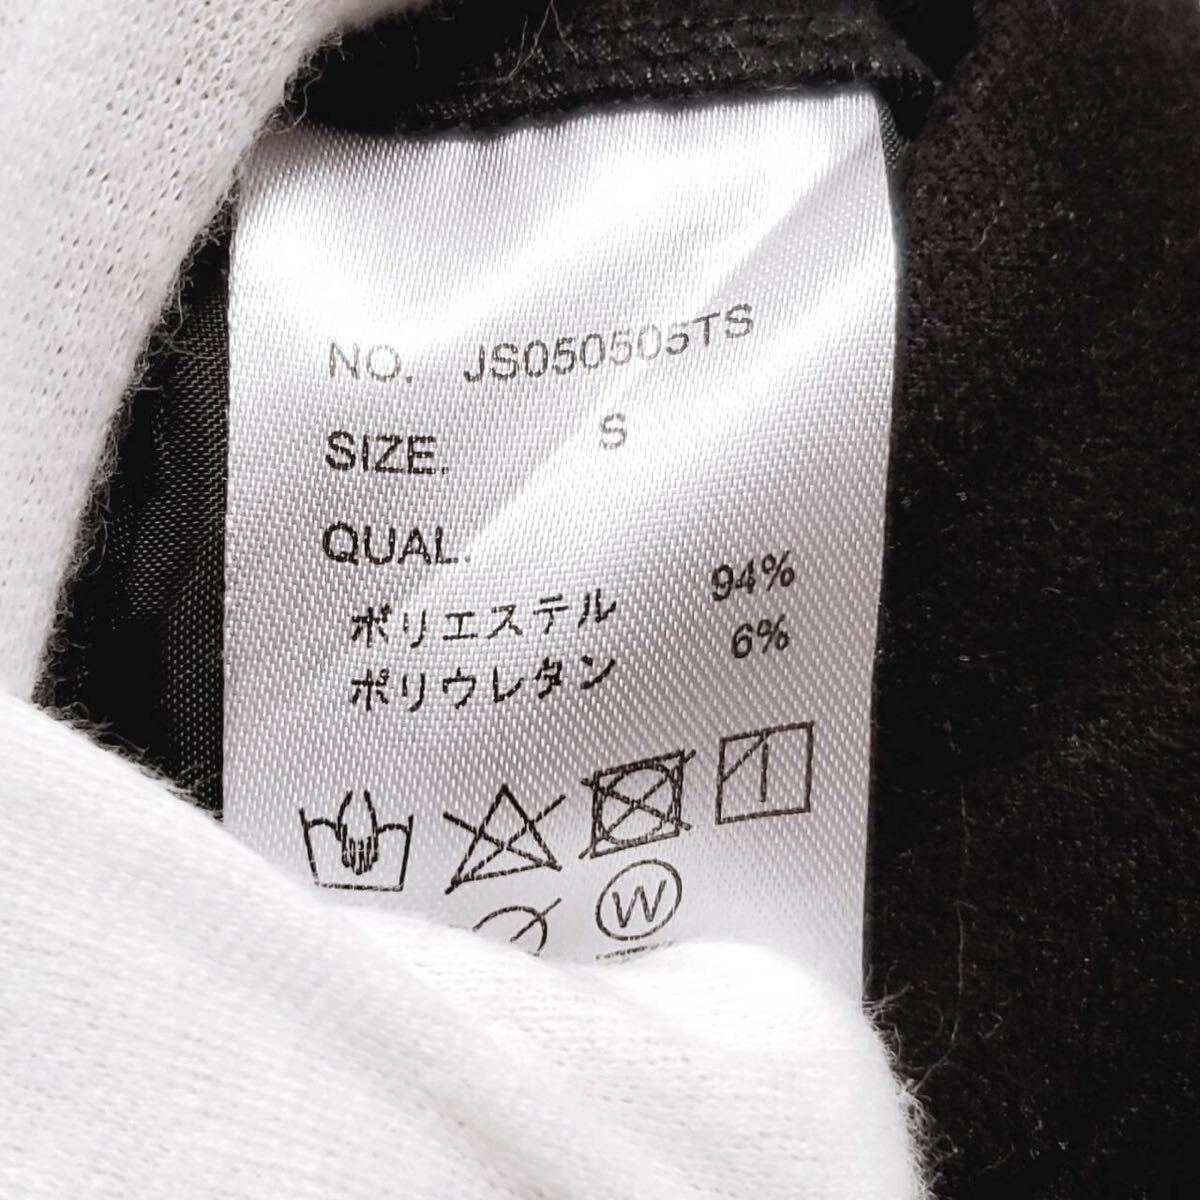 NO. JS050505TS
SIZE. S
QUAL.
ポリエステル 94%
ポリウレタン 6%
W